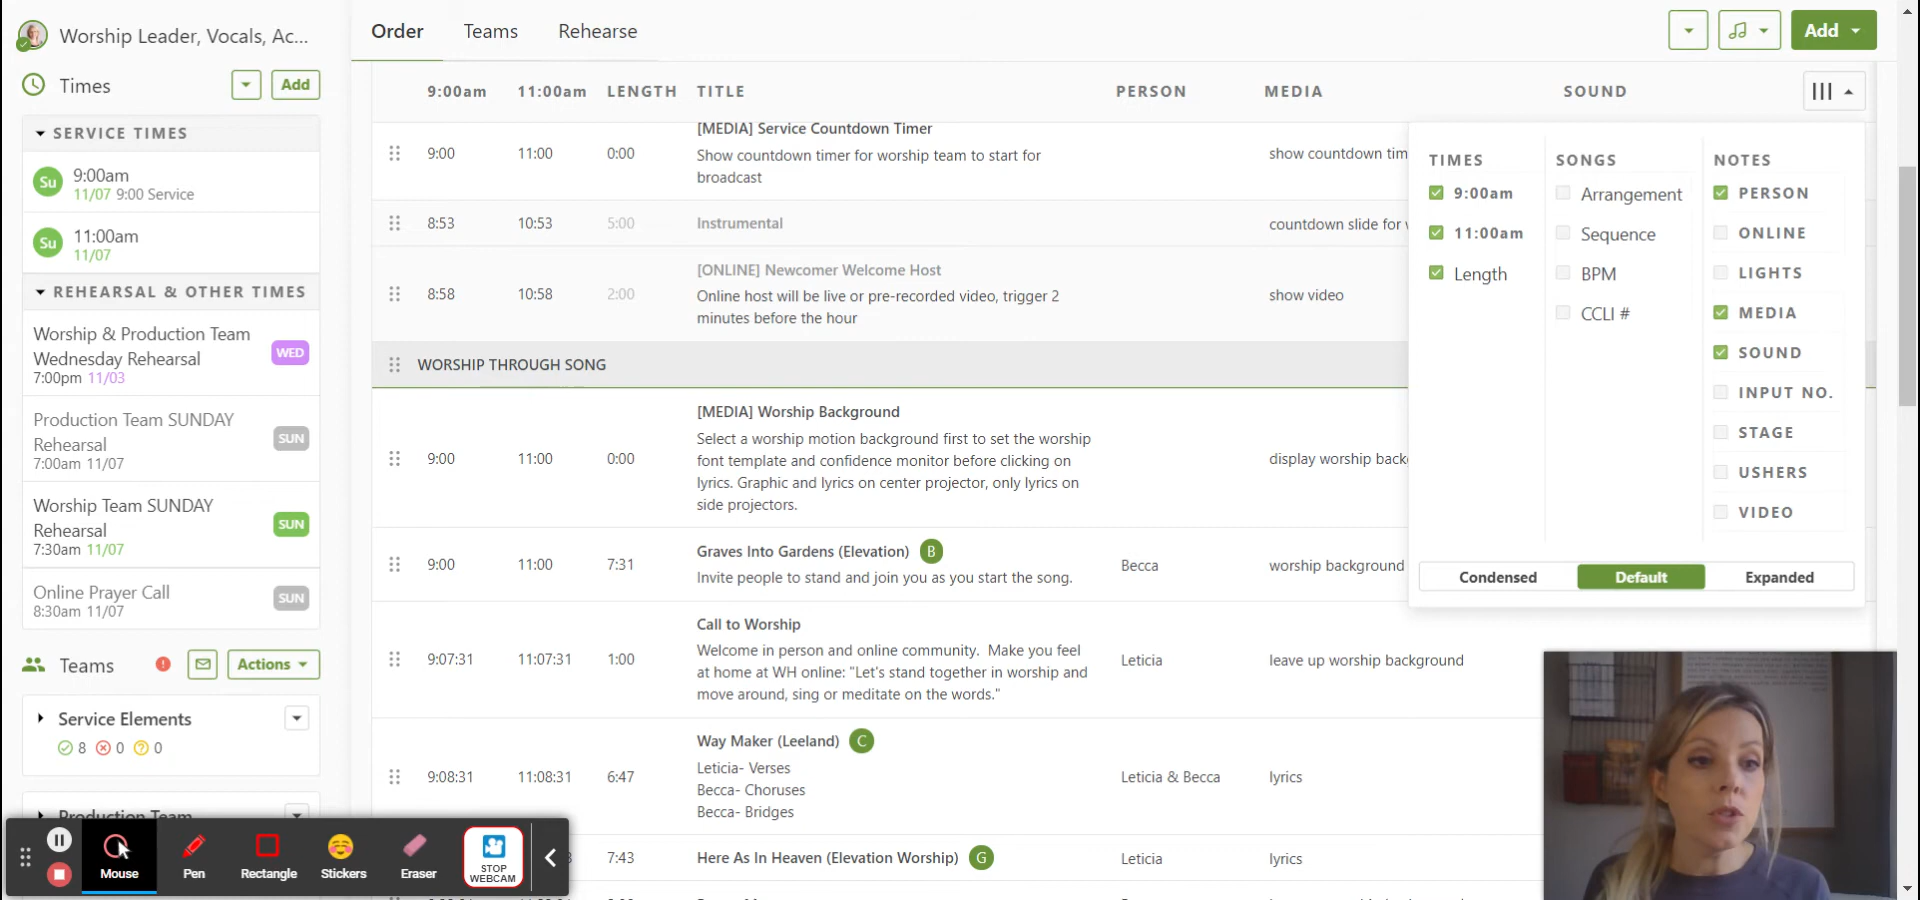 Worship Leader, Vocals, Ac...
Order
Teams
Rehearse
Add
Times
Add
SERVICE TIMES
Su
9:00am
11/07 9:00 Service
Su
11:00am
11/07
REHEARSAL & OTHER TIMES
Worship & Production Team
Wednesday Rehearsal
7:00pm 11/03
WED
Production Team SUNDAY
Rehearsal
7:00am 11/07
SUN
Worship Team SUNDAY
Rehearsal
7:30am 11/07
SUN
Online Prayer Call
8:30am 11/07
SUN
Teams
Actions
Service Elements
8 0 0
Production Team
9:00am 11:00am LENGTH TITLE PERSON MEDIA SOUND
[MEDIA] Service Countdown Timer
9:00 11:00 0:00 Show countdown timer for worship team to start for show countdown tim
broadcast
8:53 10:53 5:00 Instrumental countdown slide for
[ONLINE] Newcomer Welcome Host
8:58 10:58 2:00 Online host will be live or pre-recorded video, trigger 2 show video
minutes before the hour
WORSHIP THROUGH SONG
[MEDIA] Worship Background
Select a worship motion background first to set the worship
9:00 11:00 0:00 font template and confidence monitor before clicking on display worship back
lyrics. Graphic and lyrics on center projector, only lyrics on
side projectors.
Graves Into Gardens (Elevation) B
9:00 11:00 7:31 Invite people to stand and join you as you start the song. Becca worship background
Call to Worship
Welcome in person and online community. Make you feel
9:07:31 11:07:31 1:00 at home at WH online: "Let's stand together in worship and Leticia leave up worship background
move around, sing or meditate on the words."
Way Maker (Leeland) C
Leticia- Verses
9:08:31 11:08:31 6:47 Becca- Choruses Leticia & Becca lyrics
Becca- Bridges
7:43 Here As In Heaven (Elevation Worship) G Leticia lyrics
TIMES
9:00am
11:00am
Length
SONGS
Arrangement
Sequence
BPM
CCLI #
NOTES
PERSON
ONLINE
LIGHTS
MEDIA
SOUND
INPUT NO.
STAGE
USHERS
VIDEO
Condensed Default Expanded
Mouse
Pen
Rectangle
Stickers
Eraser
STOP
WEBCAM